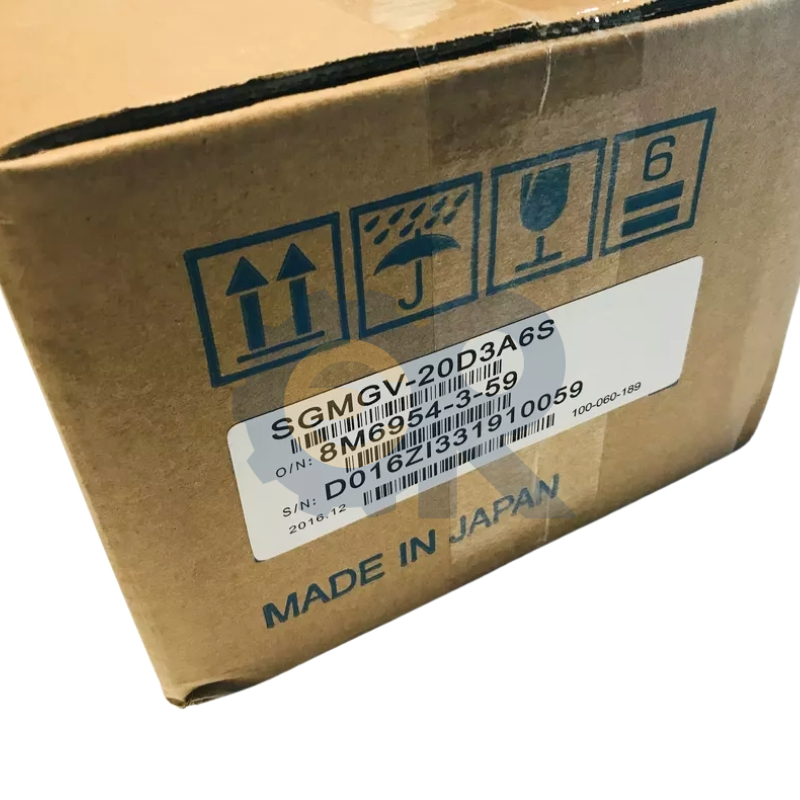 6
SGMGV-20D3A6S
O/N: 8M6954-3-59
S/N: D016ZI331910059
2016.12
100-060-189
MADE IN JAPAN